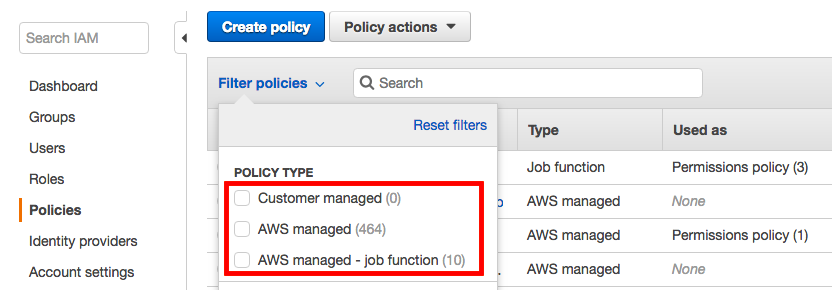 Search IAM
Dashboard
Groups
Users
Roles
Policies
Identity providers
Account settings
Create policy
Policy actions
Filter policies
Search
Reset filters
POLICY TYPE
Customer managed (0)
AWS managed (464)
AWS managed - job function (10)
Type Used as
Job function Permissions policy (3)
AWS managed None
AWS managed Permissions policy (1)
AWS managed None